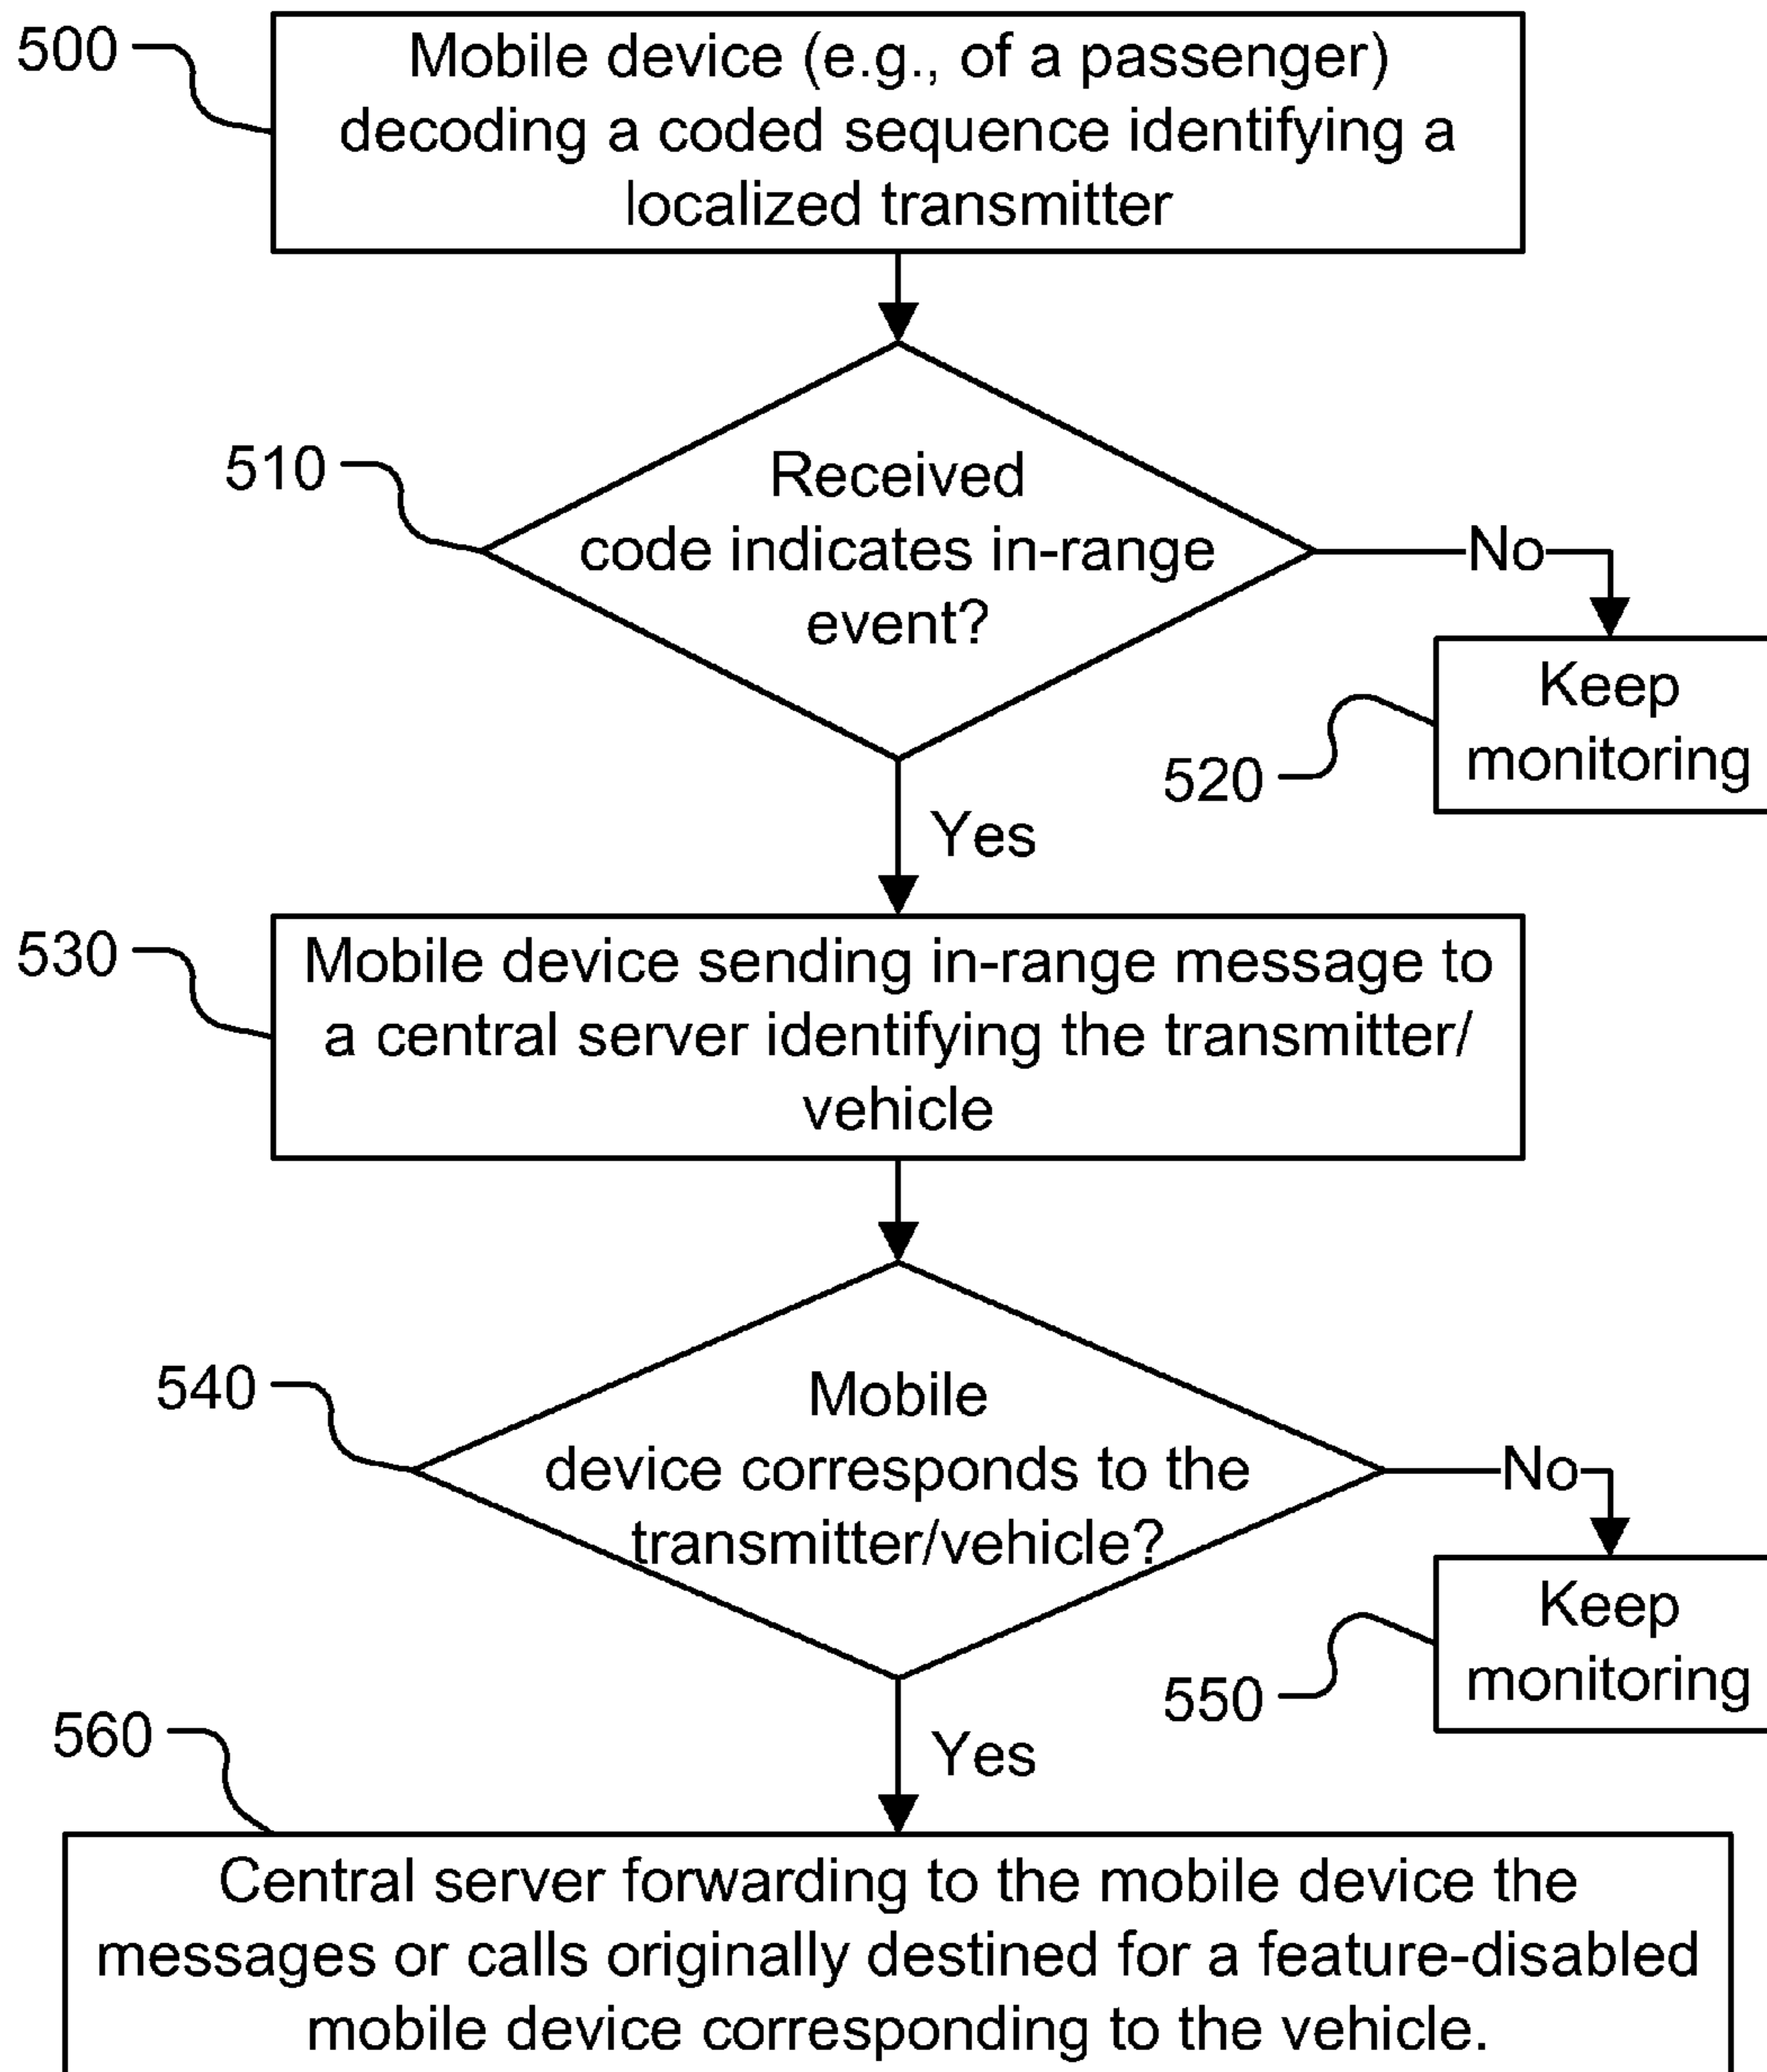 500
Mobile device (e.g., of a passenger)
decoding a coded sequence identifying a
localized transmitter
510
Received
code indicates in-range
event?
No
Keep
monitoring
520
Yes
530
Mobile device sending in-range message to
a central server identifying the transmitter/
vehicle
540
Mobile
device corresponds to the
transmitter/vehicle?
No
Keep
monitoring
550
Yes
560
Central server forwarding to the mobile device the
messages or calls originally destined for a feature-disabled
mobile device corresponding to the vehicle.